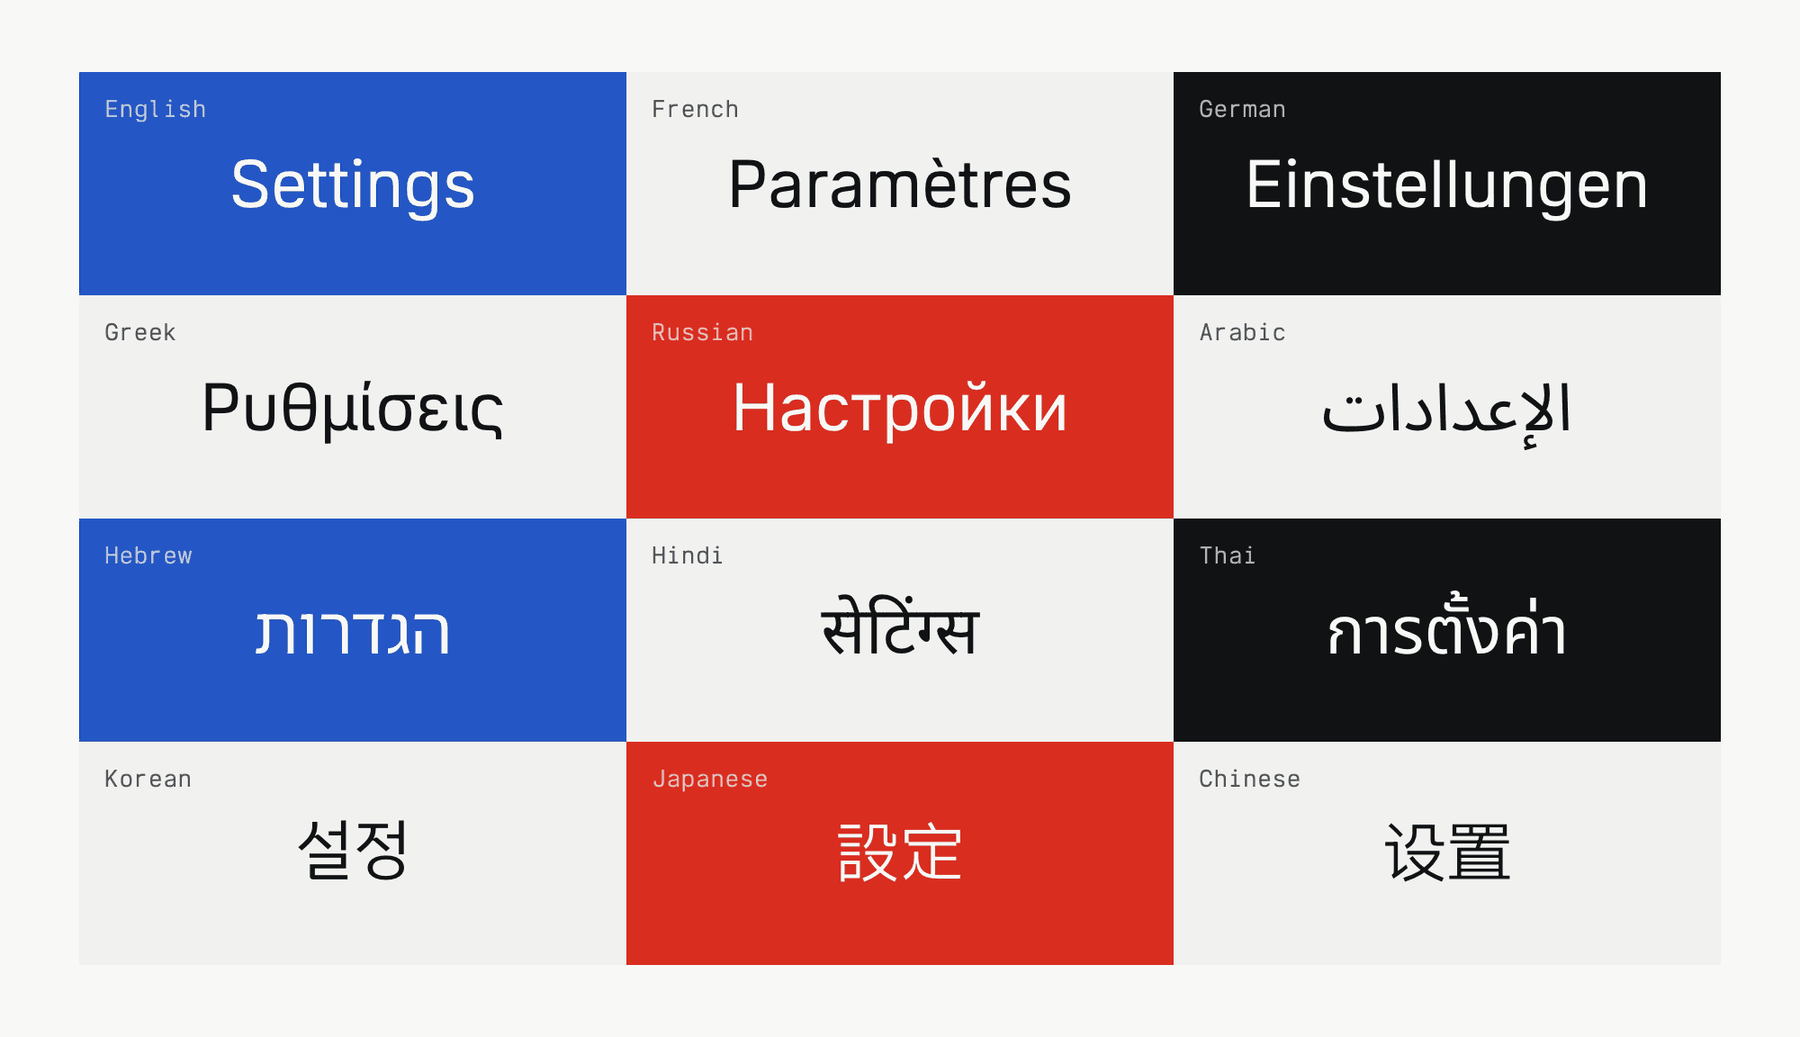 English
Settings
French
Paramètres
German
Einstellungen
Greek
Ρυθμίσεις
Russian
Настройки
Arabic
الإعدادات
Hebrew
הגדרות
Hindi
सेटिंग्स
Thai
การตั้งค่า
Korean
설정
Japanese
設定
Chinese
设置